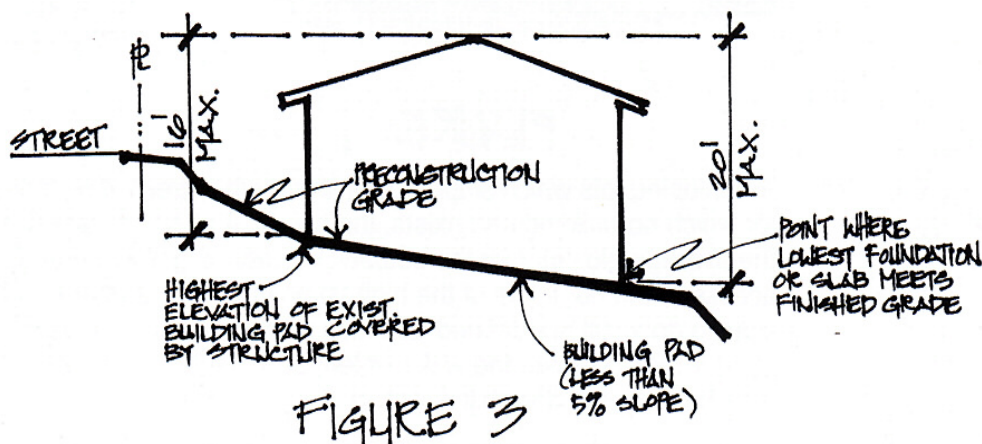 PL
STREET
16'
MAX.
PRECONSTRUCTION
GRADE
20'
MAX.
POINT WHERE
LOWEST FOUNDATION
OR SLAB MEETS
FINISHED GRADE
HIGHEST
ELEVATION OF EXIST.
BUILDING PAD COVERED
BY STRUCTURE
BUILDING PAD
(LESS THAN
5% SLOPE)
FIGURE 3